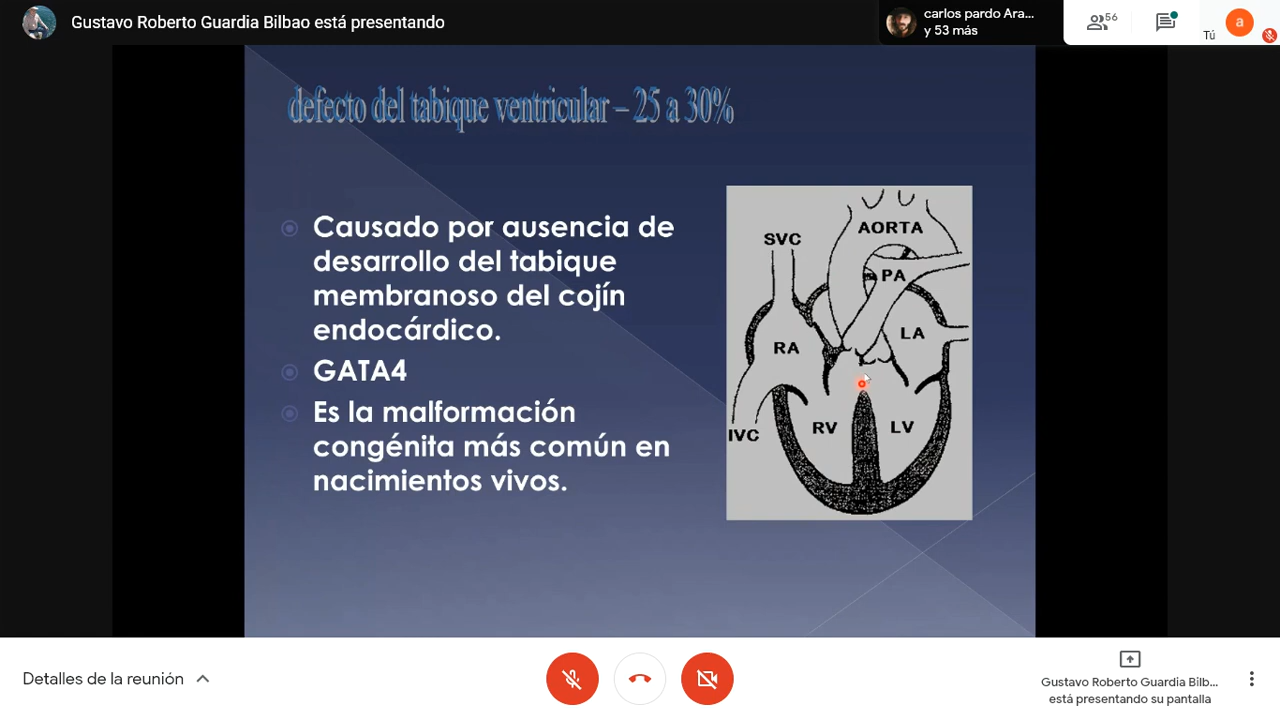 Gustavo Roberto Guardia Bilbao está presentando
carlos pardo Ara...
y 53 más
56
Tú
a
defecto del tabique ventricular – 25 a 30%
Causado por ausencia de
desarrollo del tabique
membranoso del cojín
endocárdico.
GATA4
Es la malformación
congénita más común en
nacimientos vivos.
SVC
AORTA
PA
RA
LA
IVC
RV
LV
Detalles de la reunión
Gustavo Roberto Guardia Bilb...
está presentando su pantalla